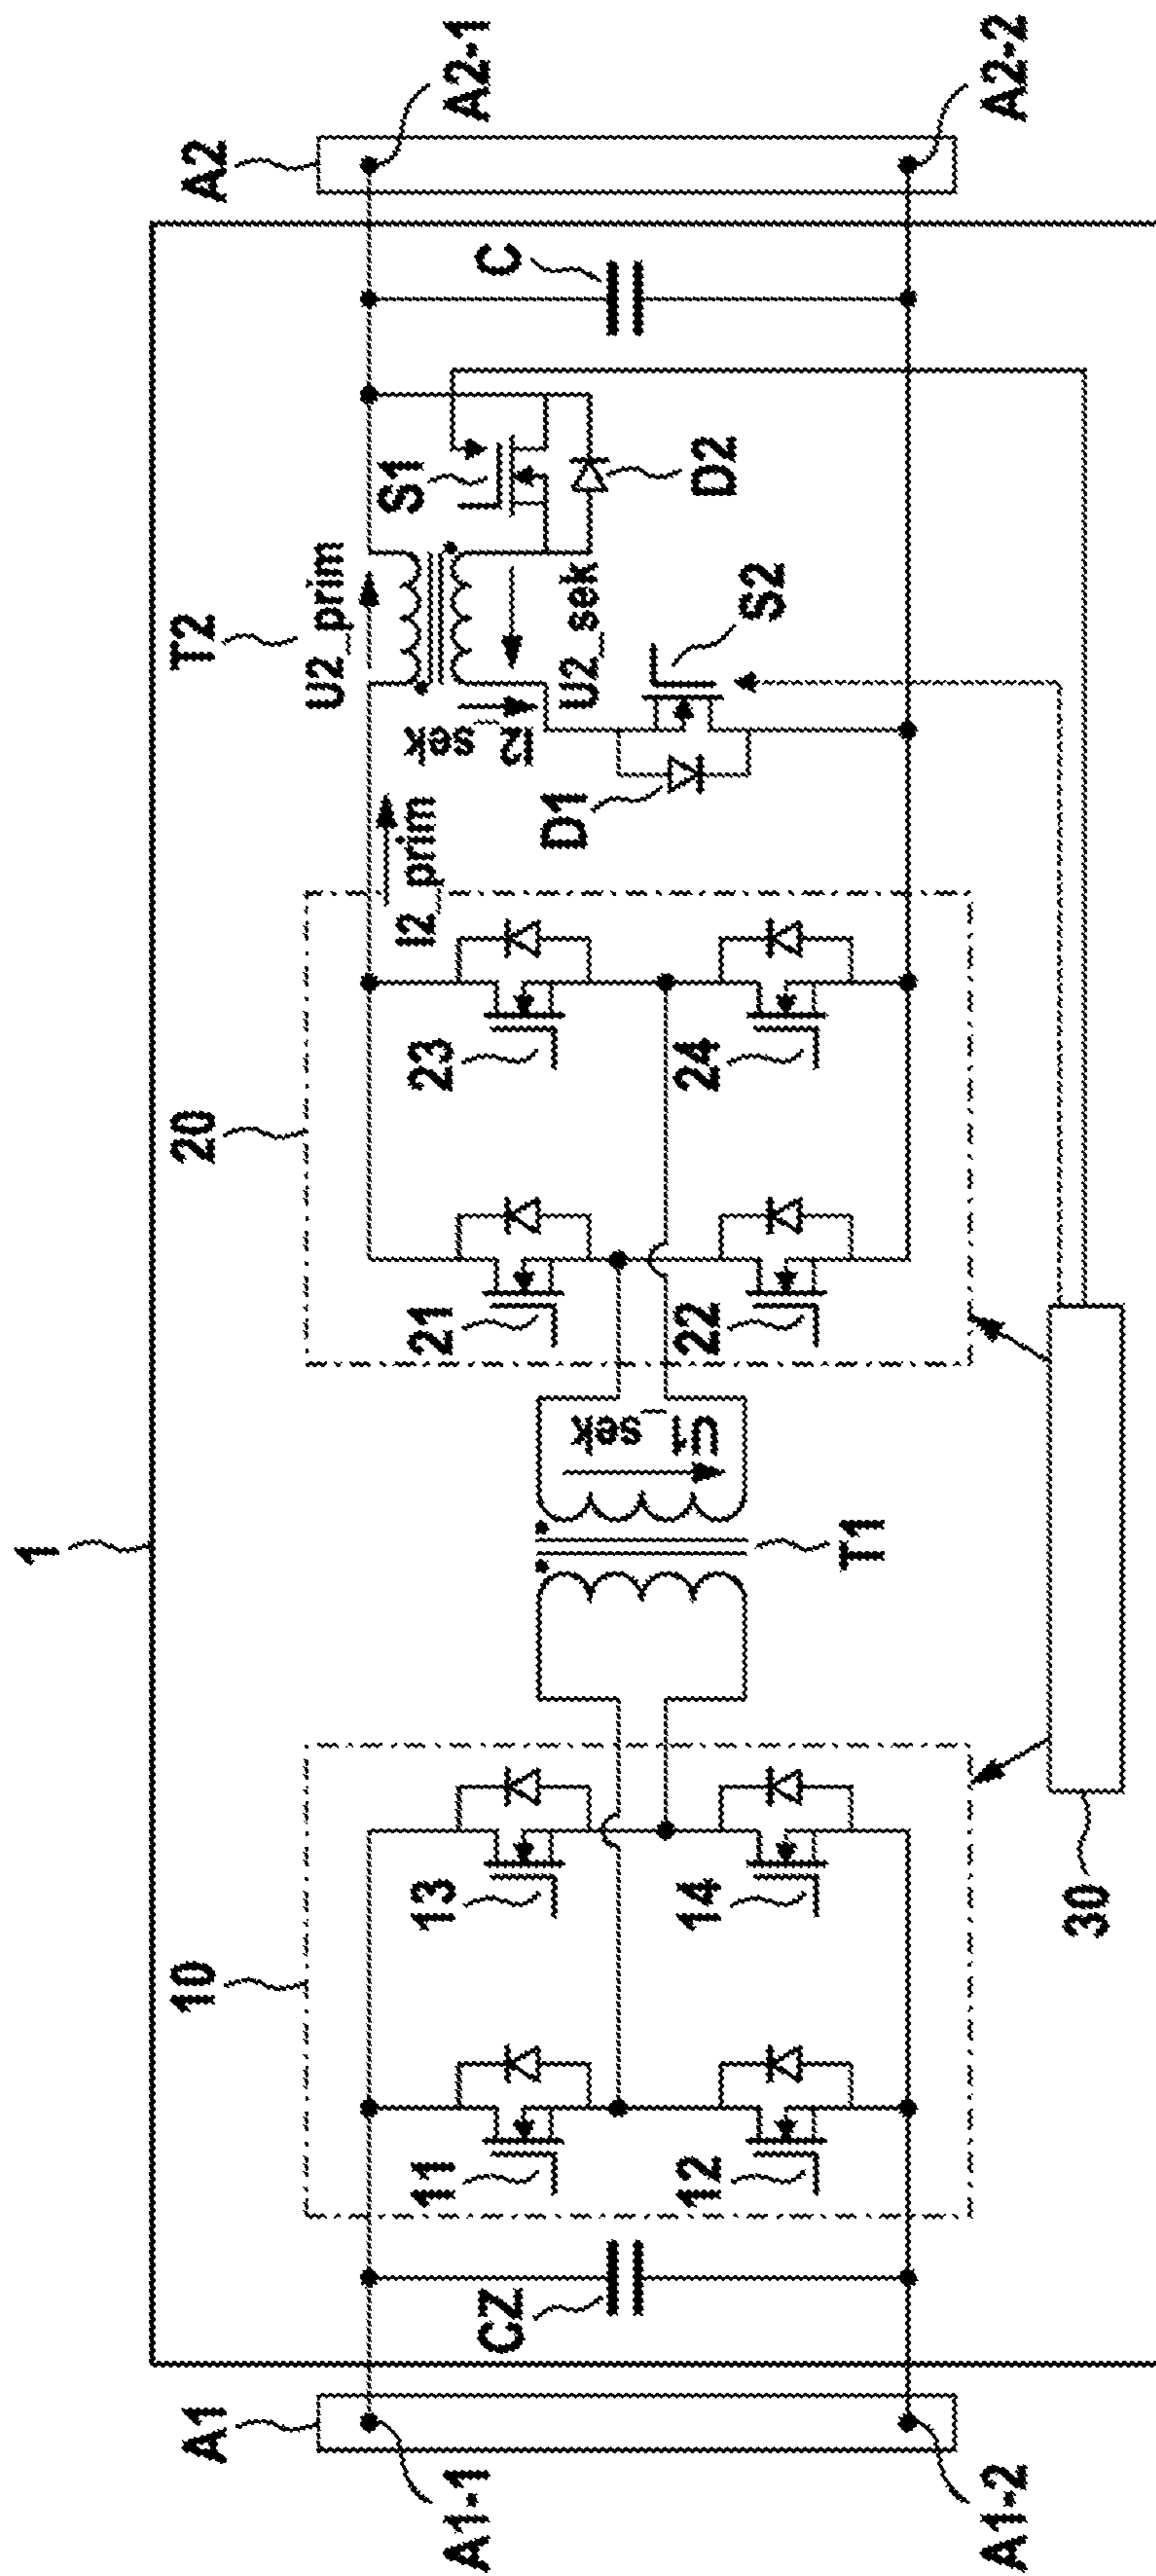 1
A1
10
20
T2
A2
U2_prim
A1-1
11
13
21
23
I2_prim
I2_sek
S1
A2-1
CZ
C
U1_sek
D1
U2_sek
D2
12
14
22
24
S2
T1
A1-2
A2-2
30